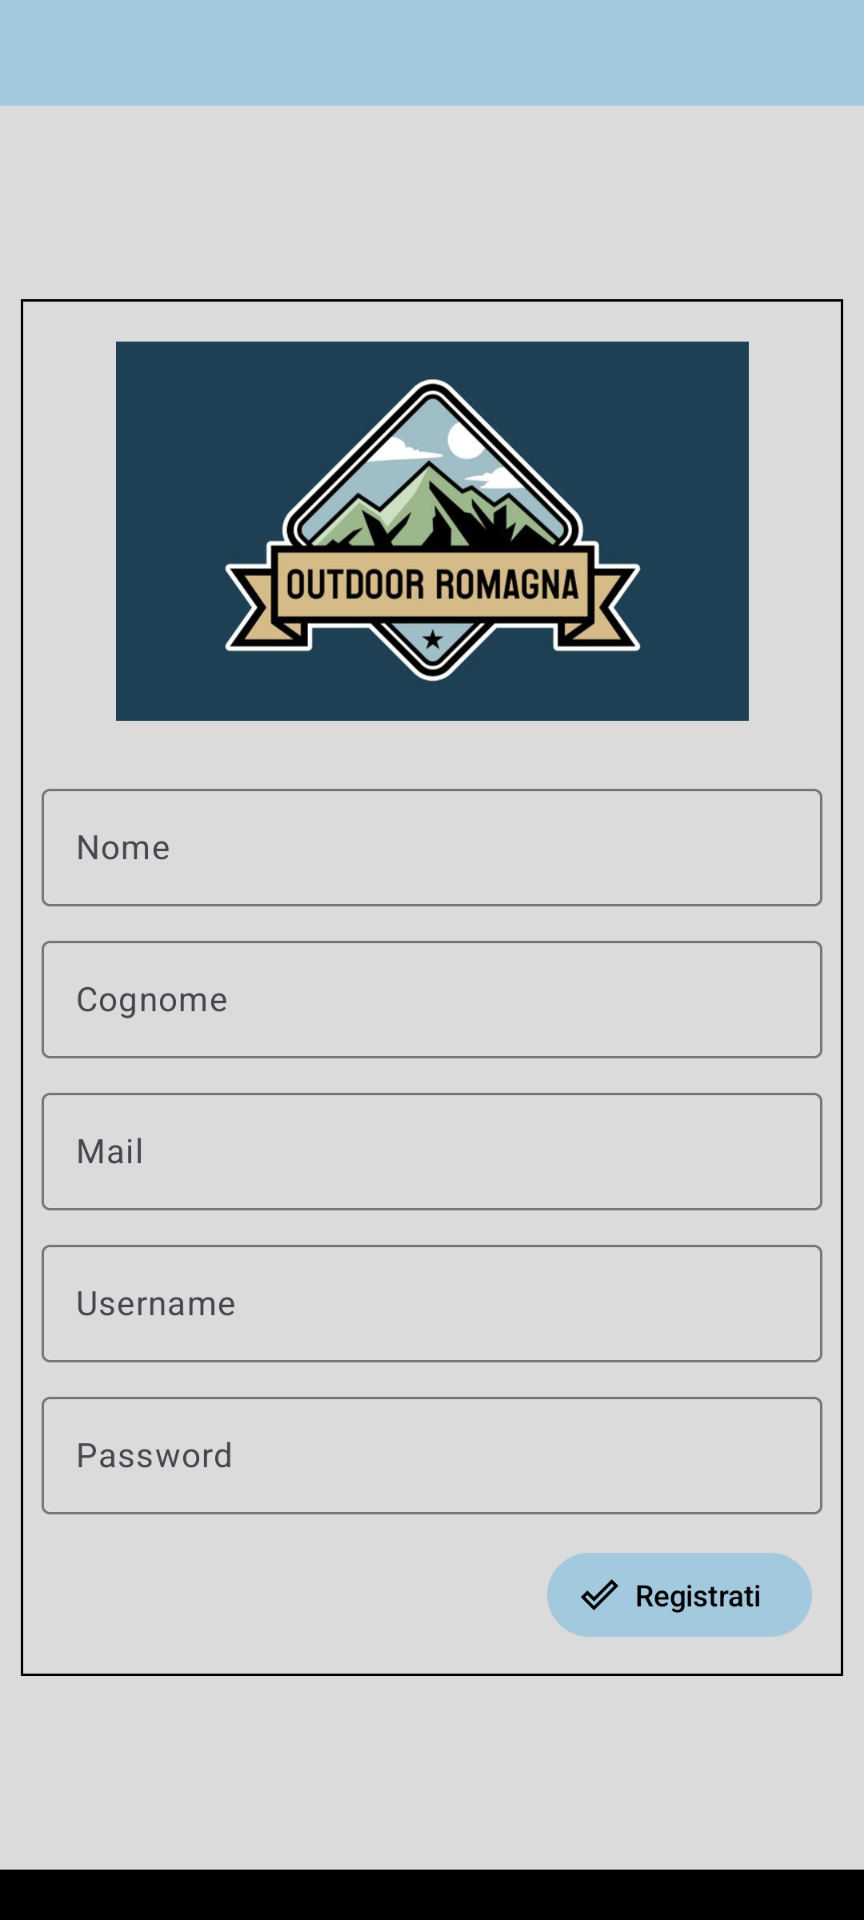 OUTDOOR ROMAGNA
Nome
Cognome
Mail
Username
Password
Registrati